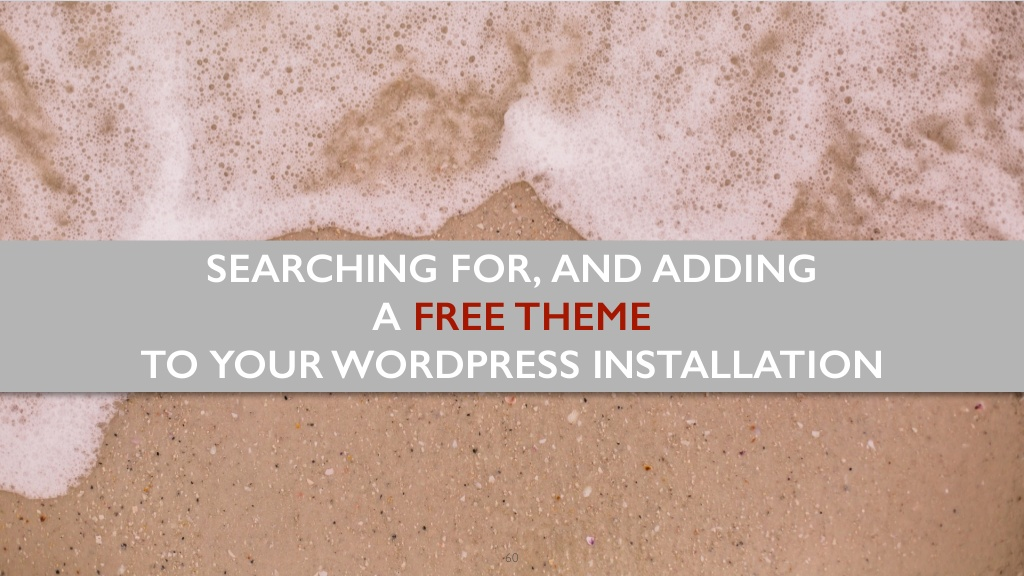 SEARCHING FOR, AND ADDING
A FREE THEME
TO YOUR WORDPRESS INSTALLATION
60